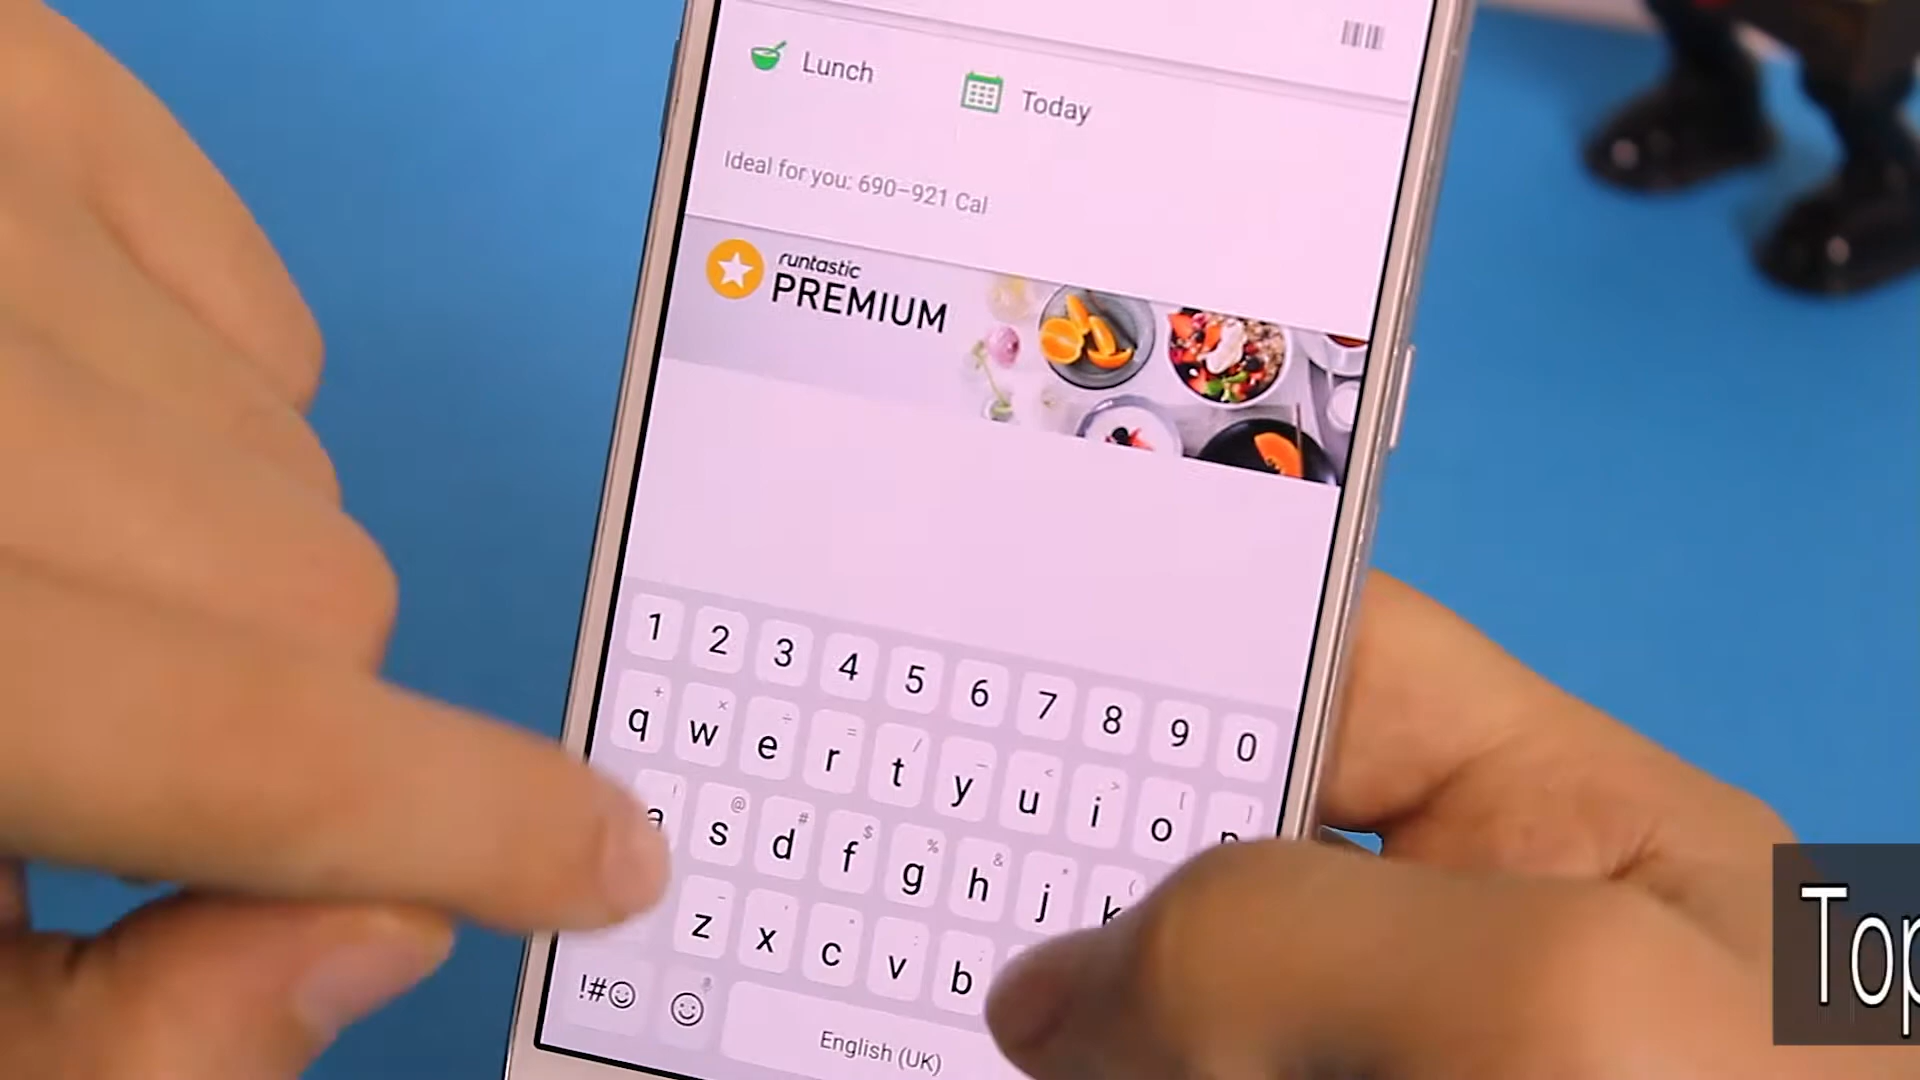 Lunch
Today
Ideal for you: 690–921 Cal
runtastic
PREMIUM
1 2 3 4 5 6 7 8 9 0
q w e r t y u i o p
a s d f g h j k
z x c v b
!#☺
English (UK)
Top